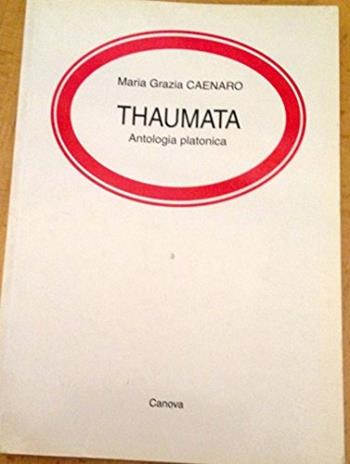 Maria Grazia CAENARO
THAUMATA
Antologia platonica
Canova